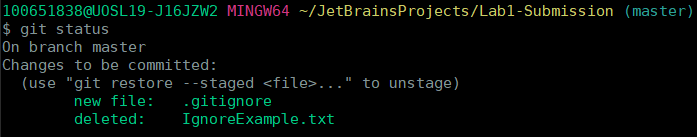 100651838@UOSL19-J16JZW2 MINGW64 ~/JetBrainsProjects/Lab1-Submission (master)
$ git status
On branch master
Changes to be committed:
  (use "git restore --staged <file>..." to unstage)
        new file:   .gitignore
        deleted:    IgnoreExample.txt